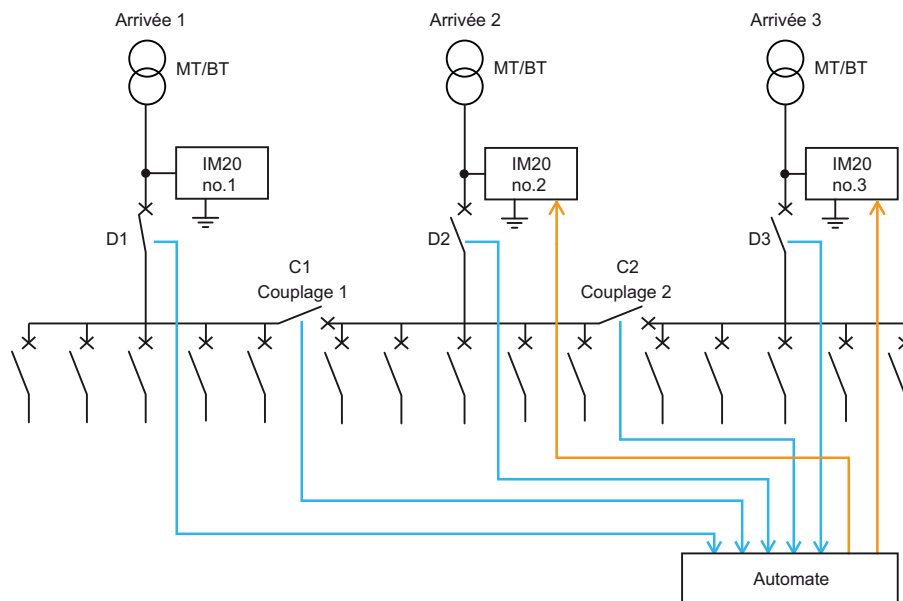 Arrivée 1
Arrivée 2
Arrivée 3
MT/BT
MT/BT
MT/BT
IM20
no.1
IM20
no.2
IM20
no.3
D1
D2
D3
C1
Couplage 1
C2
Couplage 2
Automate